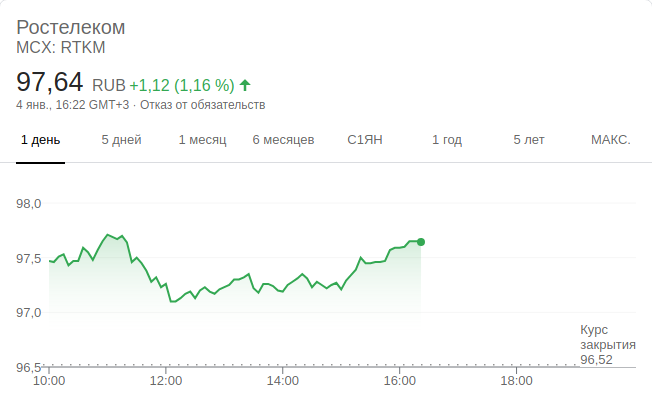 Ростелеком
MCX: RTKM
97,64 RUB +1,12 (1,16 %)
4 янв., 16:22 GMT+3 · Отказ от обязательств
1 день 5 дней 1 месяц 6 месяцев С1ЯН 1 год 5 лет МАКС.
98,0
97,5
97,0
Курс
закрытия
96,52
96,5
10:00 12:00 14:00 16:00 18:00